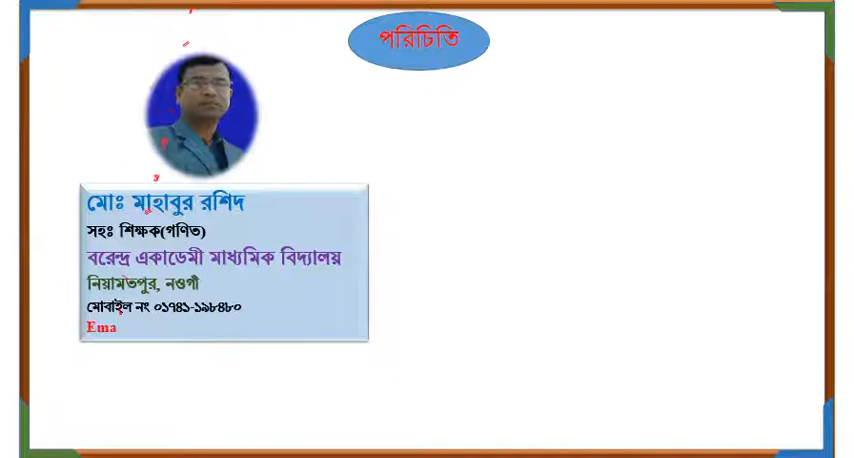 পরিচিতি
মোঃ মাহাবুর রশিদ
সহঃ শিক্ষক(গণিত)
বরেন্দ্র একাডেমী মাধ্যমিক বিদ্যালয়
নিয়ামতপুর, নওগাঁ
মোবাইল নং ০১৭৪১-১৯৮৪৮০
Ema